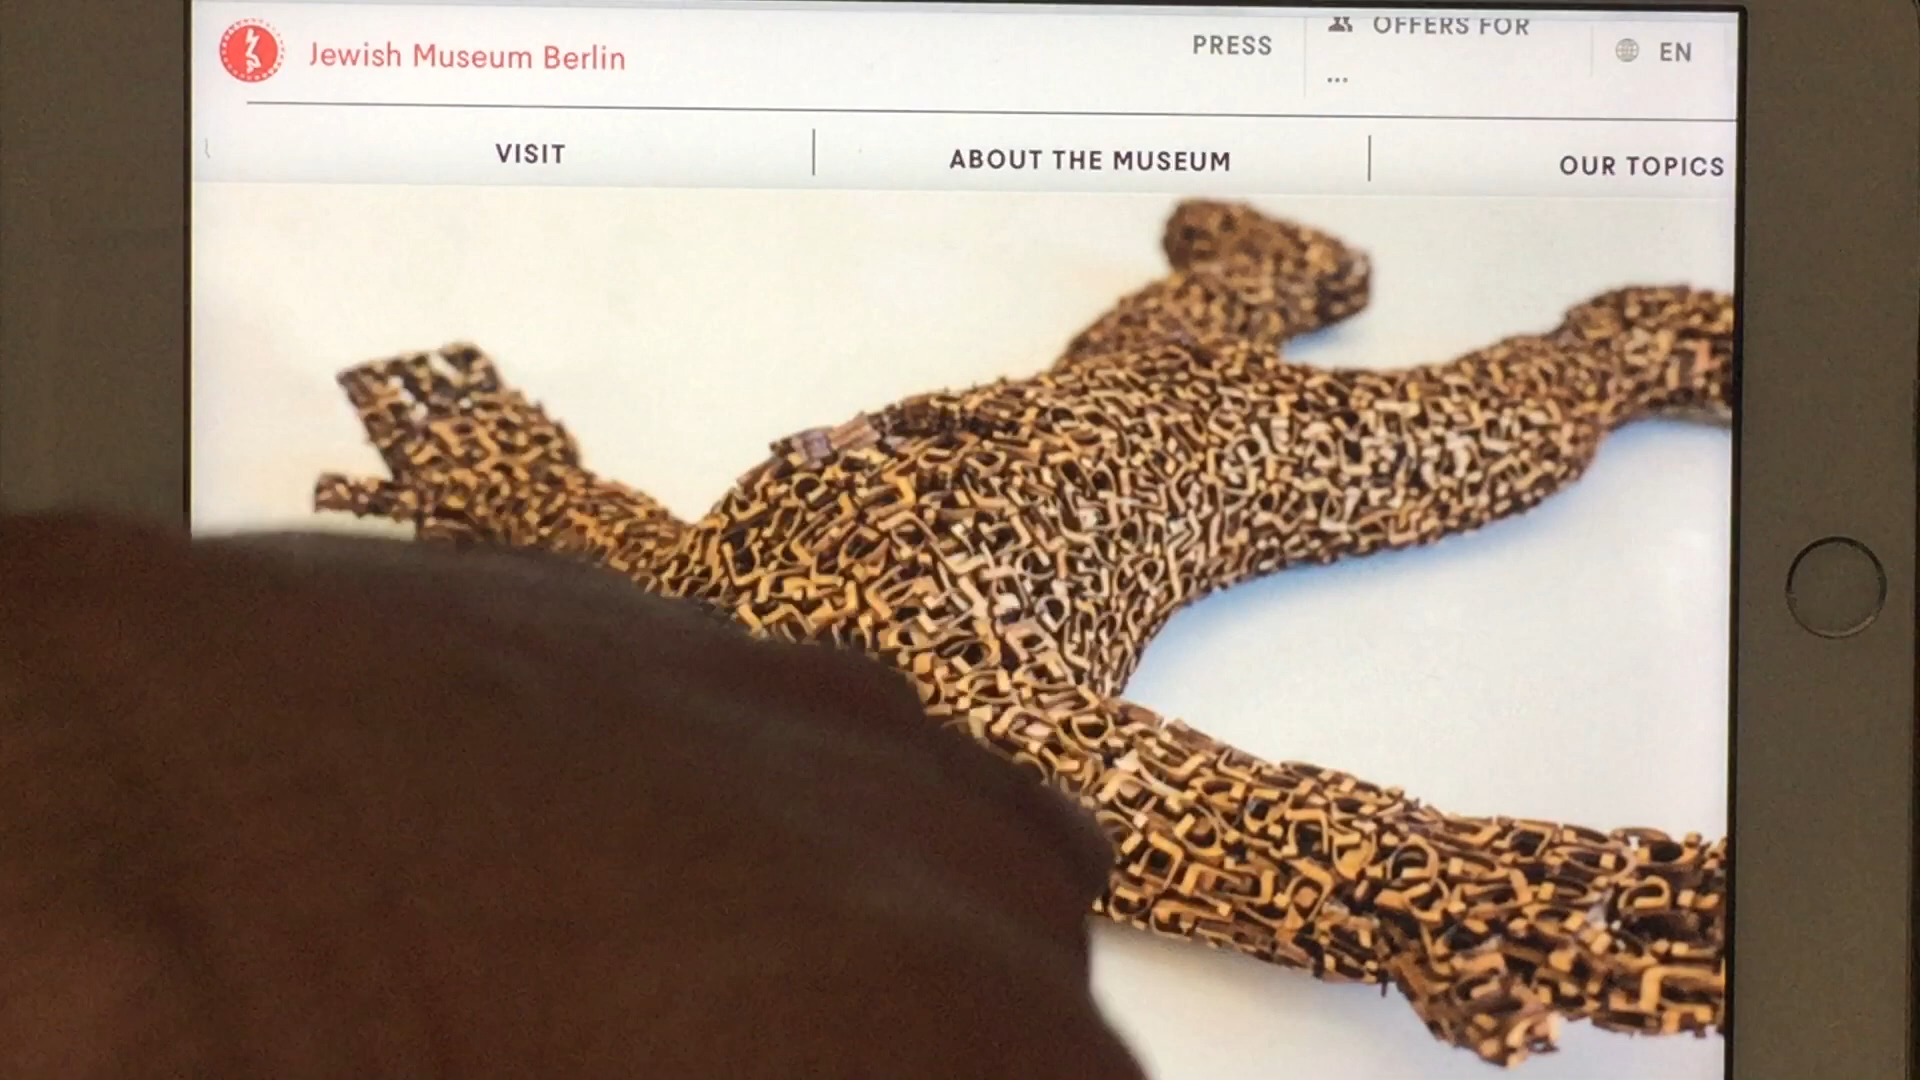 Jewish Museum Berlin
PRESS
OFFERS FOR
...
EN
VISIT
ABOUT THE MUSEUM
OUR TOPICS